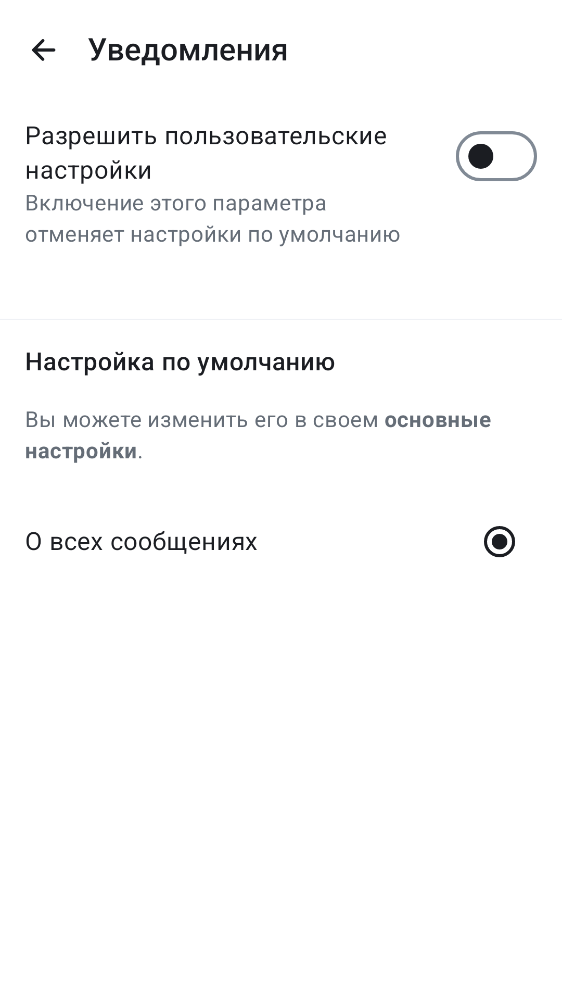 Уведомления
Разрешить пользовательские
настройки
Включение этого параметра
отменяет настройки по умолчанию
Настройка по умолчанию
Вы можете изменить его в своем основные
настройки.
О всех сообщениях